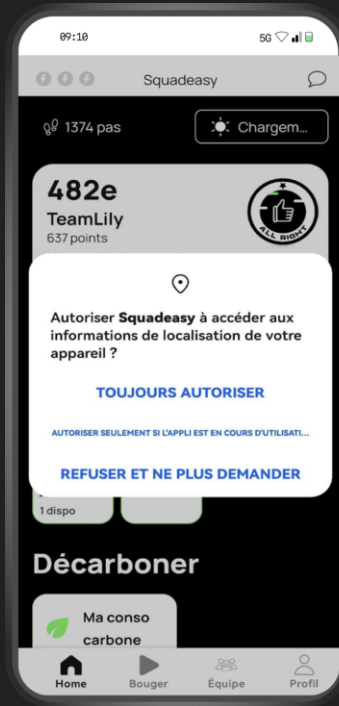 09:10
5G
Squadeasy
1374 pas
Chargem...
482e
TeamLily
637 points
ALL RIGHT
Autoriser Squadeasy à accéder aux
informations de localisation de votre
appareil ?
TOUJOURS AUTORISER
AUTORISER SEULEMENT SI L'APPLI EST EN COURS D'UTILISATI...
REFUSER ET NE PLUS DEMANDER
1 dispo
Décarboner
Ma conso
carbone
Home
Bouger
Équipe
Profil